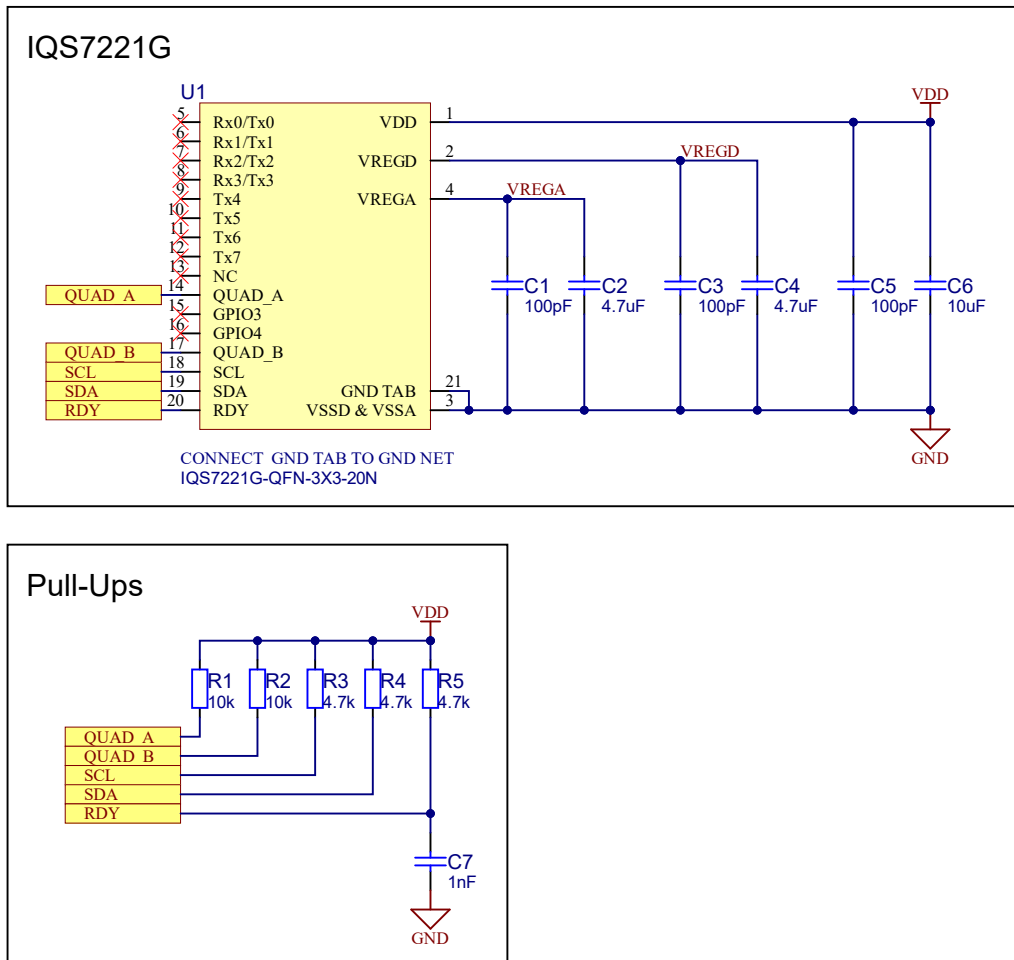 IQS7221G
U1
5 Rx0/Tx0 VDD 1 VDD
6 Rx1/Tx1
7 Rx2/Tx2 VREGD 2 VREGD
8 Rx3/Tx3
9 Tx4 VREGA 4 VREGA
10 Tx5
11 Tx6
12 Tx7
13 NC
QUAD_A 14 QUAD_A
15 GPIO3
16 GPIO4
QUAD_B 17 QUAD_B
SCL 18 SCL
SDA 19 SDA GND TAB 21
RDY 20 RDY VSSD & VSSA 3
C1 C2 C3 C4 C5 C6
100pF 4.7uF 100pF 4.7uF 100pF 10uF
GND
CONNECT GND TAB TO GND NET
IQS7221G-QFN-3X3-20N
Pull-Ups
VDD
R1 R2 R3 R4 R5
10k 10k 4.7k 4.7k 4.7k
QUAD_A
QUAD_B
SCL
SDA
RDY
C7
1nF
GND